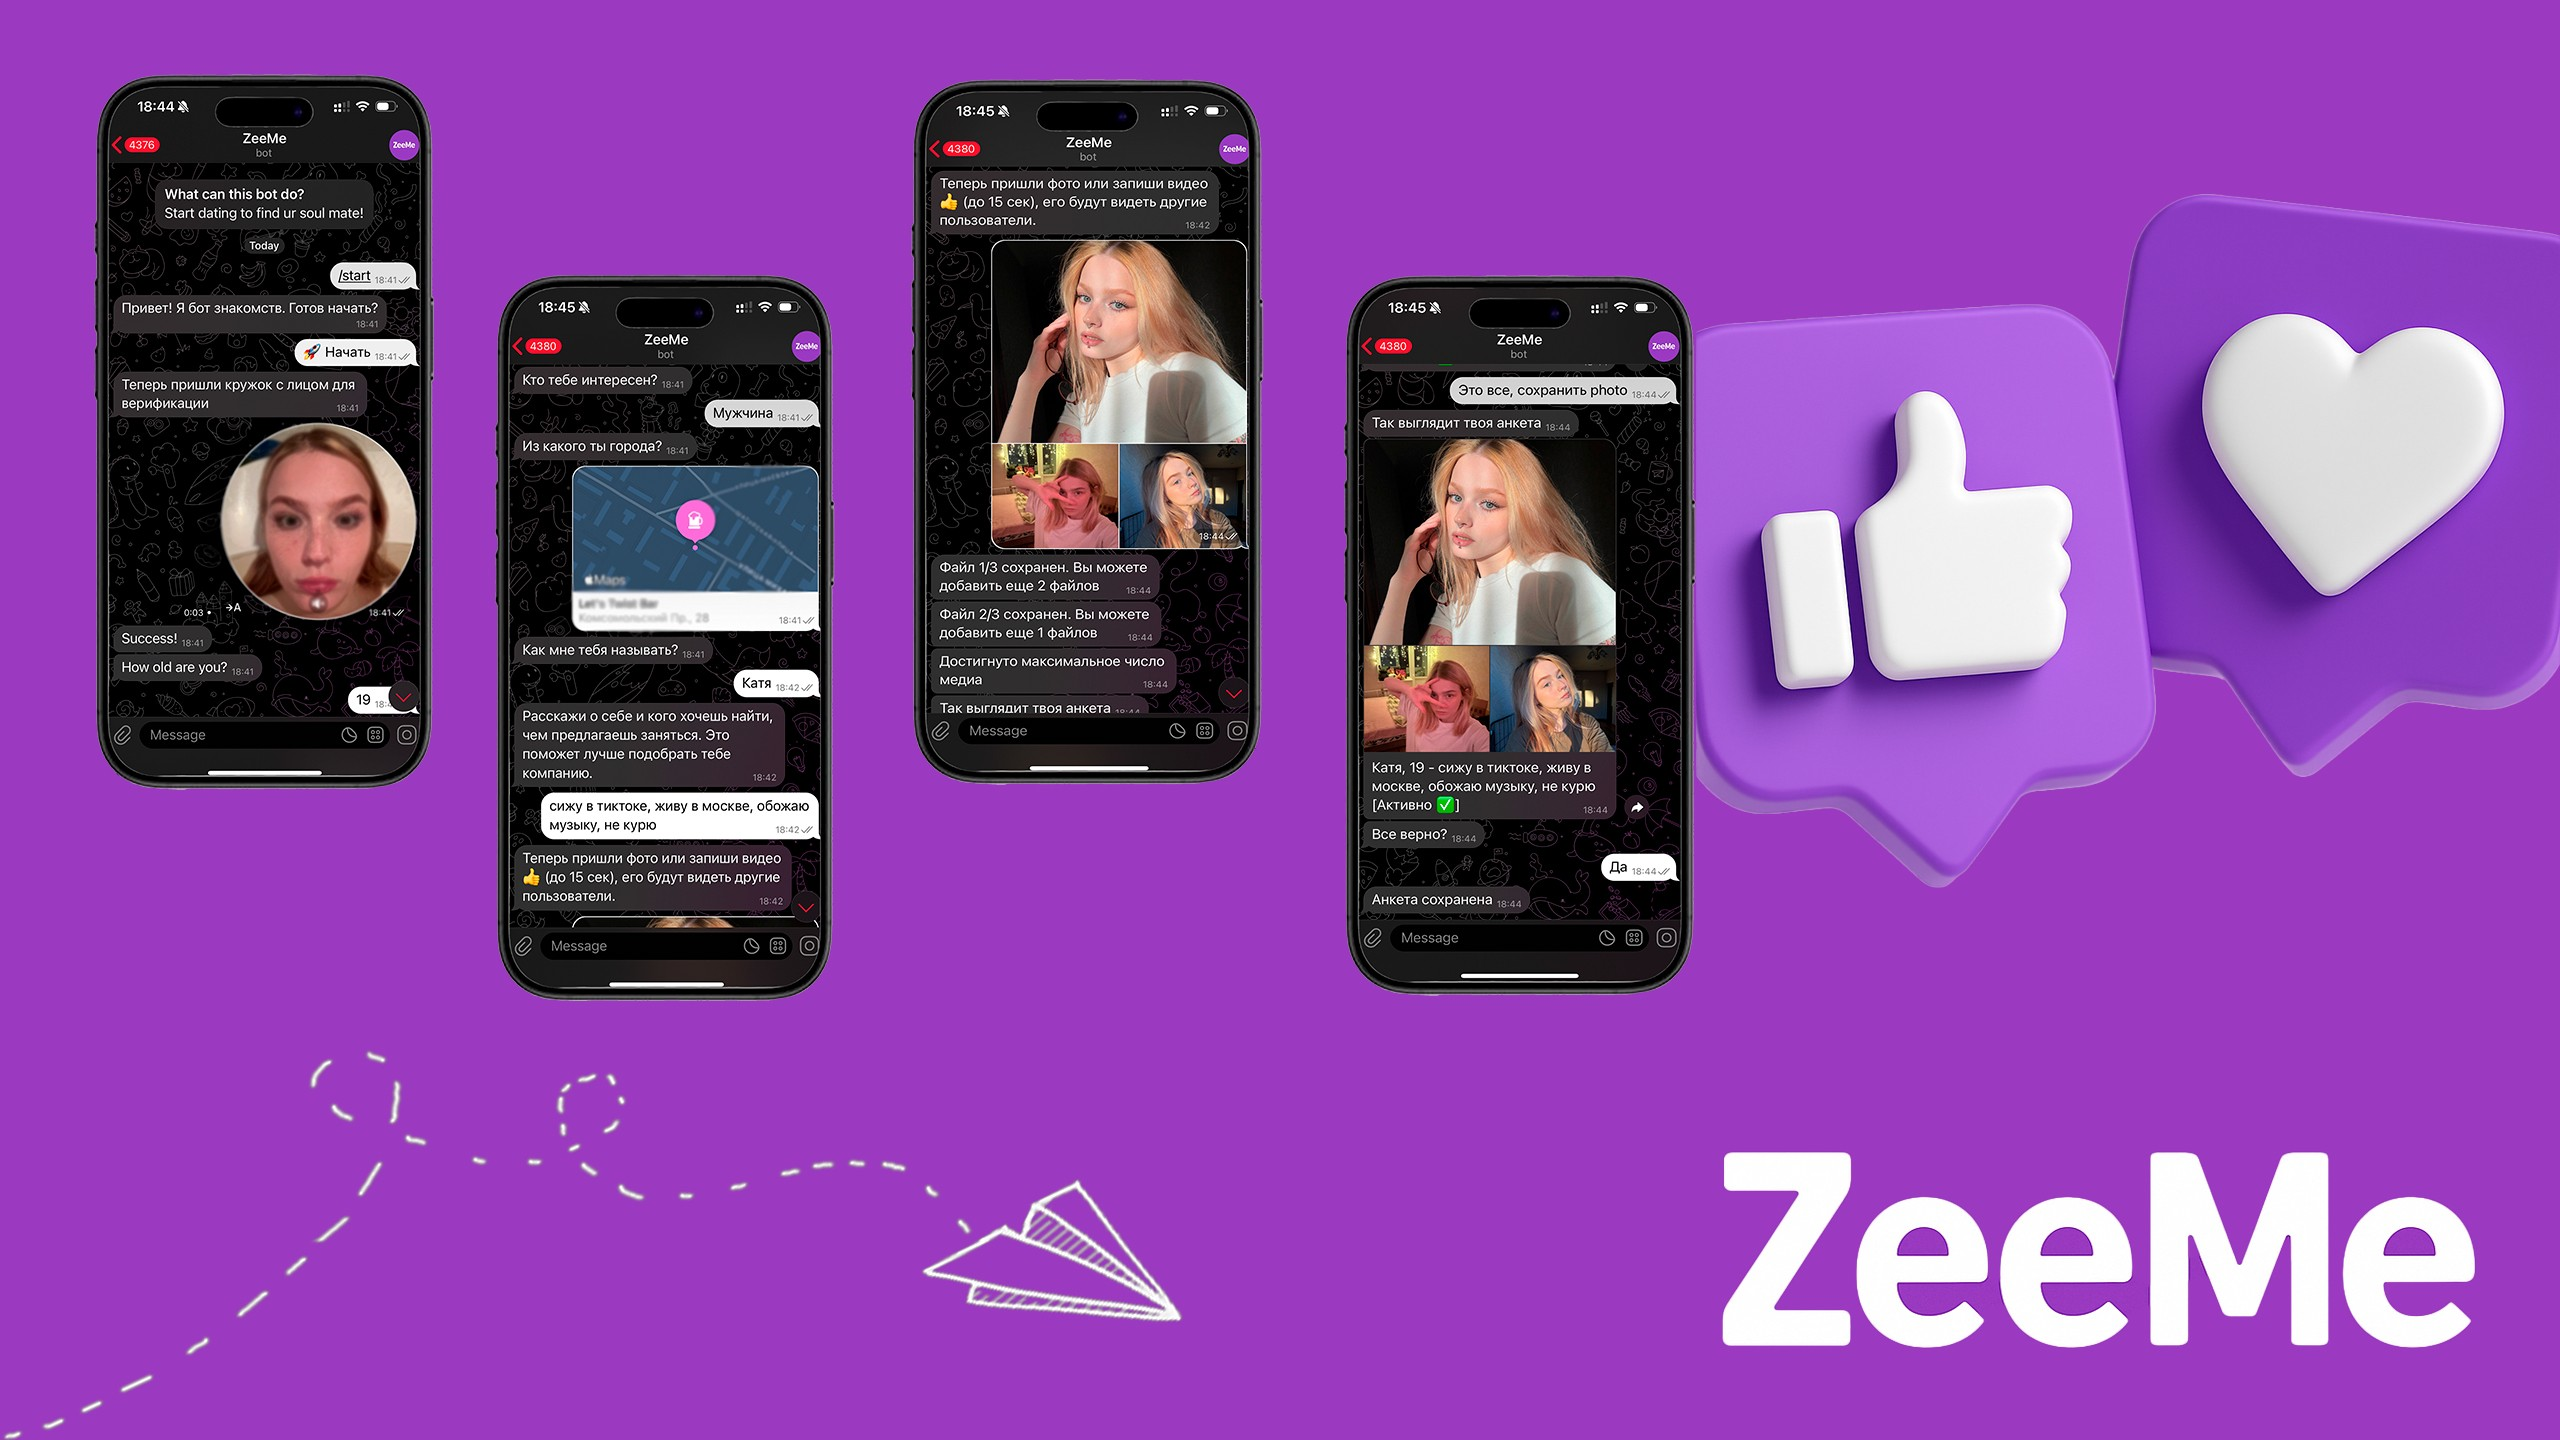 18:44
4376
ZeeMe
bot
ZeeMe
What can this bot do?
Start dating to find ur soul mate!
Today
/start 18:41
Привет! Я бот знакомств. Готов начать?
18:41
🚀 Начать 18:41
Теперь пришли кружок с лицом для
верификации 18:41
0:03
→A
18:41
Success! 18:41
How old are you? 18:41
19
Message
18:45
4380
ZeeMe
bot
ZeeMe
Кто тебе интересен? 18:41
Мужчина 18:41
Из какого ты города? 18:41
Maps
Let's Twist Bar
Комсомольский Пр., 28
18:41
Как мне тебя называть? 18:41
Катя 18:42
Расскажи о себе и кого хочешь найти,
чем предлагаешь заняться. Это
поможет лучше подобрать тебе
компанию. 18:42
сижу в тиктоке, живу в москве, обожаю
музыку, не курю 18:42
Теперь пришли фото или запиши видео
👍 (до 15 сек), его будут видеть другие
пользователи. 18:42
Message
18:45
4380
ZeeMe
bot
ZeeMe
Теперь пришли фото или запиши видео
👍 (до 15 сек), его будут видеть другие
пользователи. 18:42
18:44
Файл 1/3 сохранен. Вы можете
добавить еще 2 файлов 18:44
Файл 2/3 сохранен. Вы можете
добавить еще 1 файлов 18:44
Достигнуто максимальное число
медиа 18:44
Так выглядит твоя анкета
Message
18:45
4380
ZeeMe
bot
ZeeMe
Это все, сохранить photo 18:44
Так выглядит твоя анкета 18:44
Катя, 19 - сижу в тиктоке, живу в
москве, обожаю музыку, не курю
[Активно ✅] 18:44
Все верно? 18:44
Да 18:44
Анкета сохранена 18:44
Message
ZeeMe